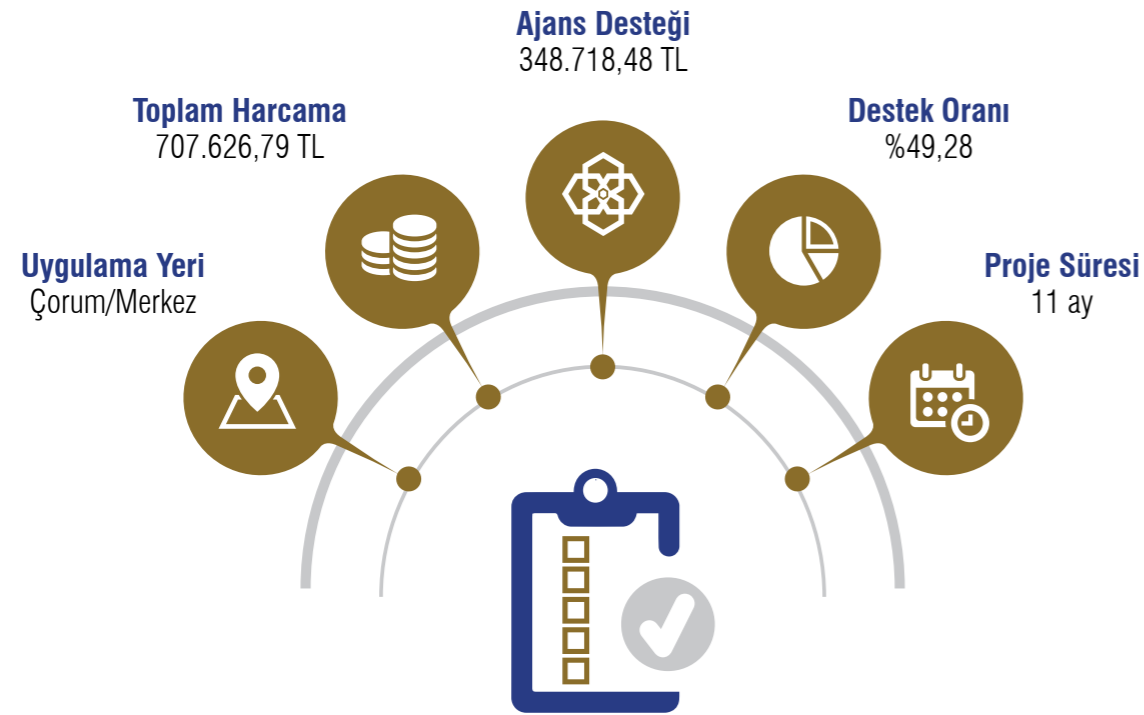 Ajans Desteği
348.718,48 TL
Toplam Harcama
707.626,79 TL
Destek Oranı
%49,28
Uygulama Yeri
Çorum/Merkez
Proje Süresi
11 ay